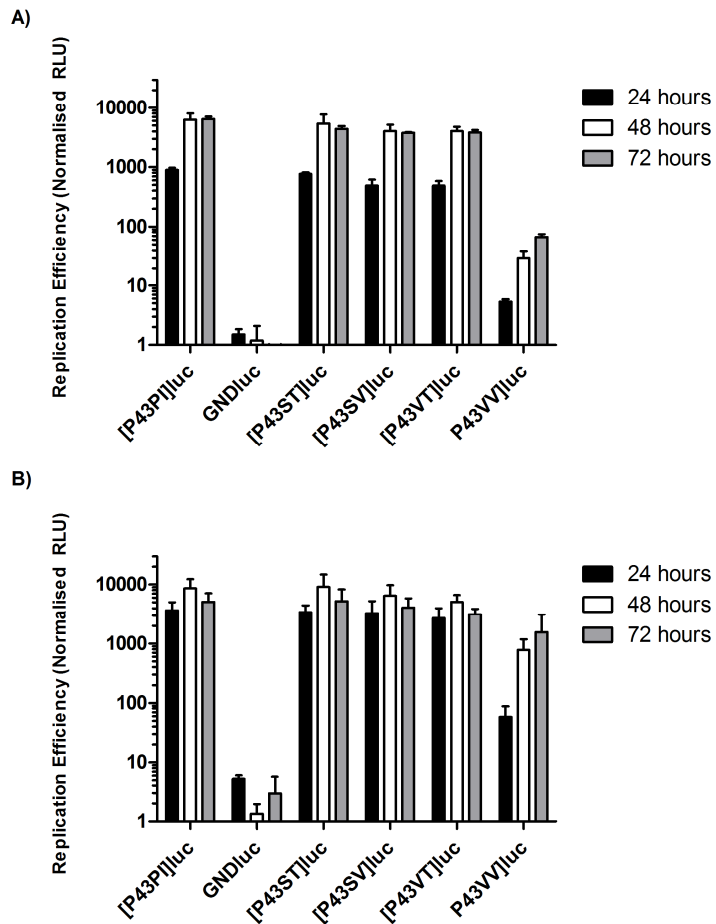 A)
Replication Efficiency (Normalised RLU)
10000
1000
100
10
1
24 hours
48 hours
72 hours
[P43PI]luc
GNDluc
[P43ST]luc
[P43SV]luc
[P43VT]luc
P43VV]luc
B)
Replication Efficiency (Normalised RLU)
10000
1000
100
10
1
24 hours
48 hours
72 hours
[P43PI]luc
GNDluc
[P43ST]luc
[P43SV]luc
[P43VT]luc
P43VV]luc